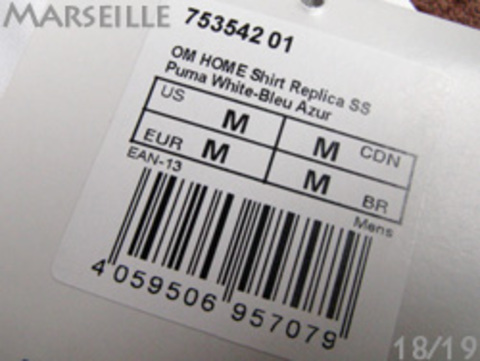 MARSEILLE
753542 01
OM HOME Shirt Replica SS
Puma White-Bleu Azur
US M M CDN
EUR M M BR
EAN-13 Mens
4 059506 957079
18/19